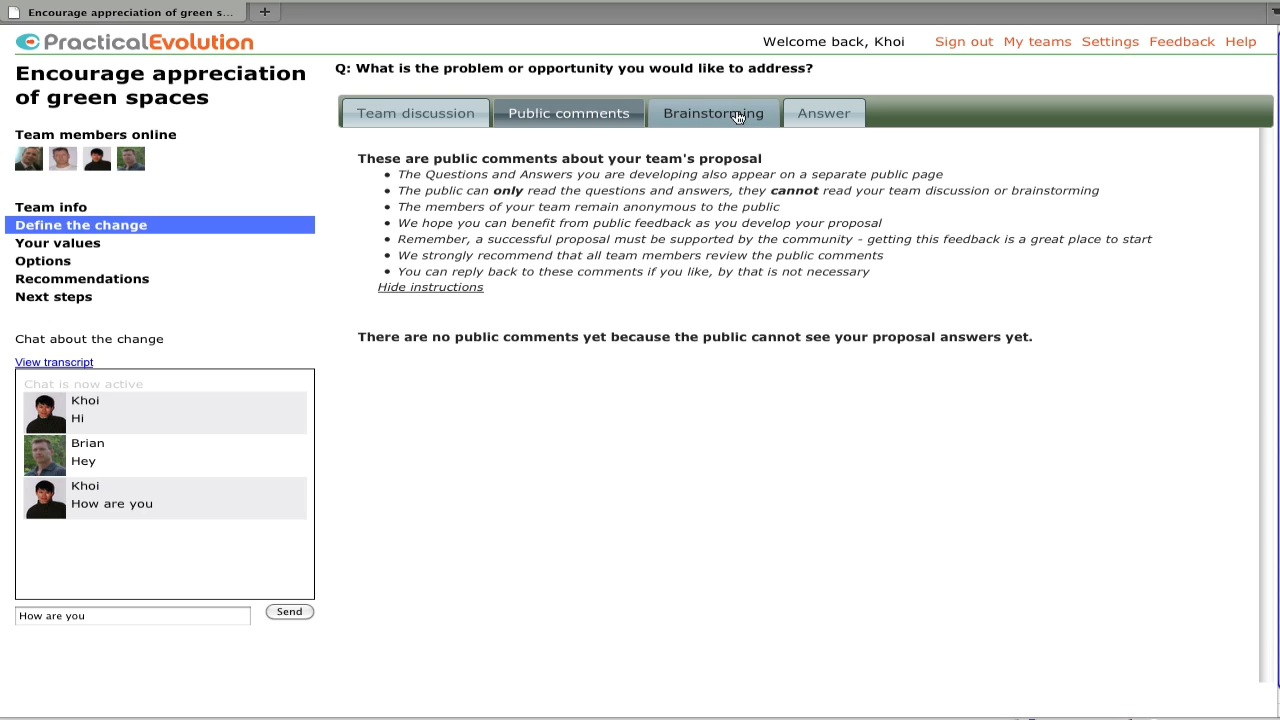 Encourage appreciation of green s...
+
PracticalEvolution
Welcome back, Khoi Sign out My teams Settings Feedback Help
Encourage appreciation
of green spaces
Team members online
Team info
Define the change
Your values
Options
Recommendations
Next steps
Chat about the change
View transcript
Chat is now active
Khoi
Hi
Brian
Hey
Khoi
How are you
How are you
Send
Q: What is the problem or opportunity you would like to address?
Team discussion Public comments Brainstorming Answer
These are public comments about your team's proposal
• The Questions and Answers you are developing also appear on a separate public page
• The public can only read the questions and answers, they cannot read your team discussion or brainstorming
• The members of your team remain anonymous to the public
• We hope you can benefit from public feedback as you develop your proposal
• Remember, a successful proposal must be supported by the community - getting this feedback is a great place to start
• We strongly recommend that all team members review the public comments
• You can reply back to these comments if you like, by that is not necessary
Hide instructions
There are no public comments yet because the public cannot see your proposal answers yet.